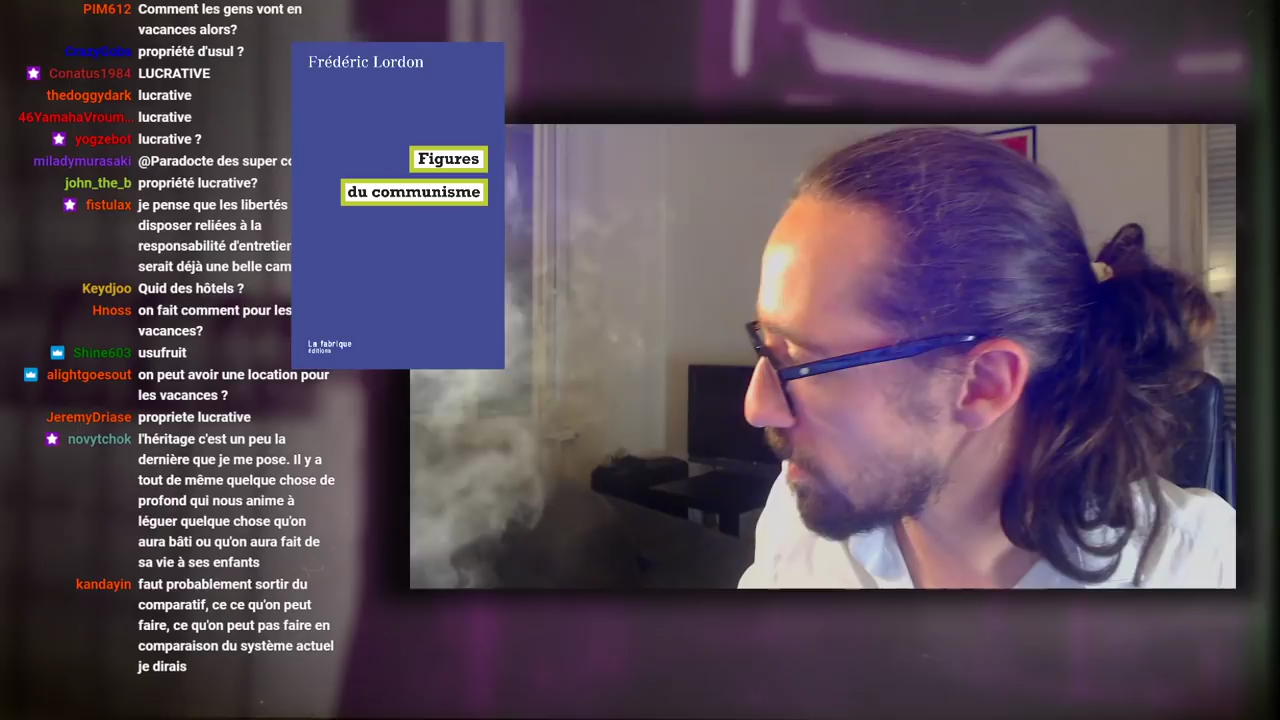 PIM612 Comment les gens vont en
vacances alors?
CrazyGuiss propriété d'usul ?
Conatus1984 LUCRATIVE
thedoggydark lucrative
46YamahaVroum... lucrative
yogzebot lucrative ?
miladymurasaki @Paradocte des super co
john_the_b propriété lucrative?
fistulax je pense que les libertés
disposer reliées à la
responsabilité d'entretien
serait déjà une belle cam
Keydjoo Quid des hôtels ?
Hnoss on fait comment pour les
vacances?
Shine603 usufruit
alightgoesout on peut avoir une location pour
les vacances ?
JeremyDriase propriete lucrative
novytchok l'héritage c'est un peu la
dernière que je me pose. Il y a
tout de même quelque chose de
profond qui nous anime à
léguer quelque chose qu'on
aura bâti ou qu'on aura fait de
sa vie à ses enfants
kandayin faut probablement sortir du
comparatif, ce ce qu'on peut
faire, ce qu'on peut pas faire en
comparaison du système actuel
je dirais
Frédéric Lordon
Figures
du communisme
La fabrique
éditions